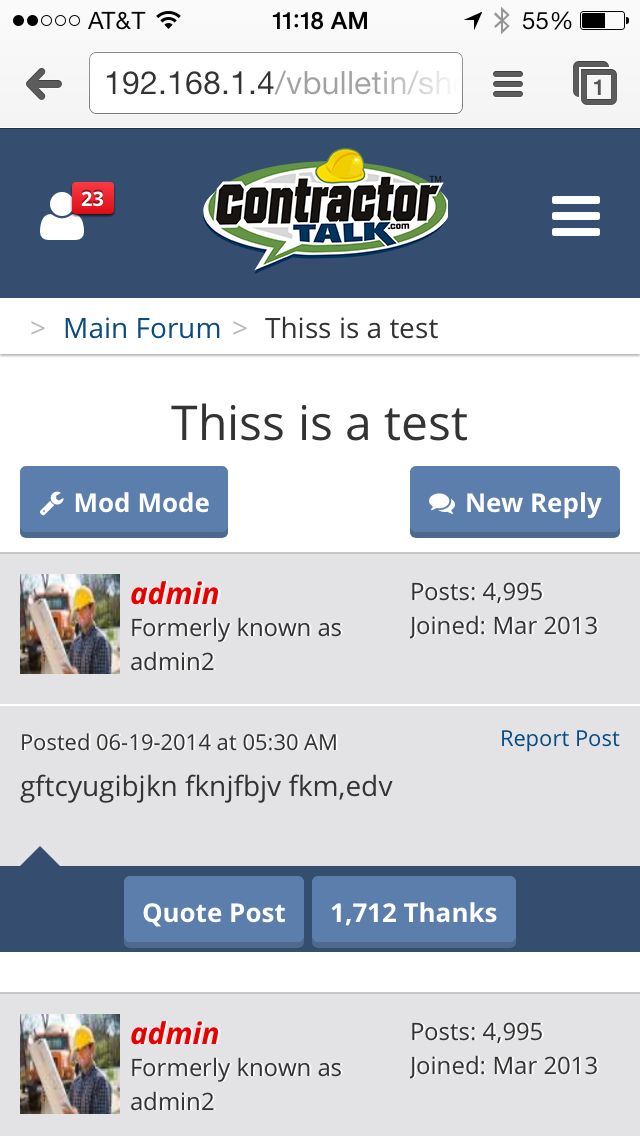 AT&T 11:18 AM 55%
192.168.1.4/vbulletin/sho
1
23
Contractor TM
TALK.com
> Main Forum > Thiss is a test
Thiss is a test
Mod Mode New Reply
admin Posts: 4,995
Formerly known as Joined: Mar 2013
admin2
Posted 06-19-2014 at 05:30 AM Report Post
gftcyugibjkn fknjfbjv fkm,edv
Quote Post 1,712 Thanks
admin Posts: 4,995
Formerly known as Joined: Mar 2013
admin2